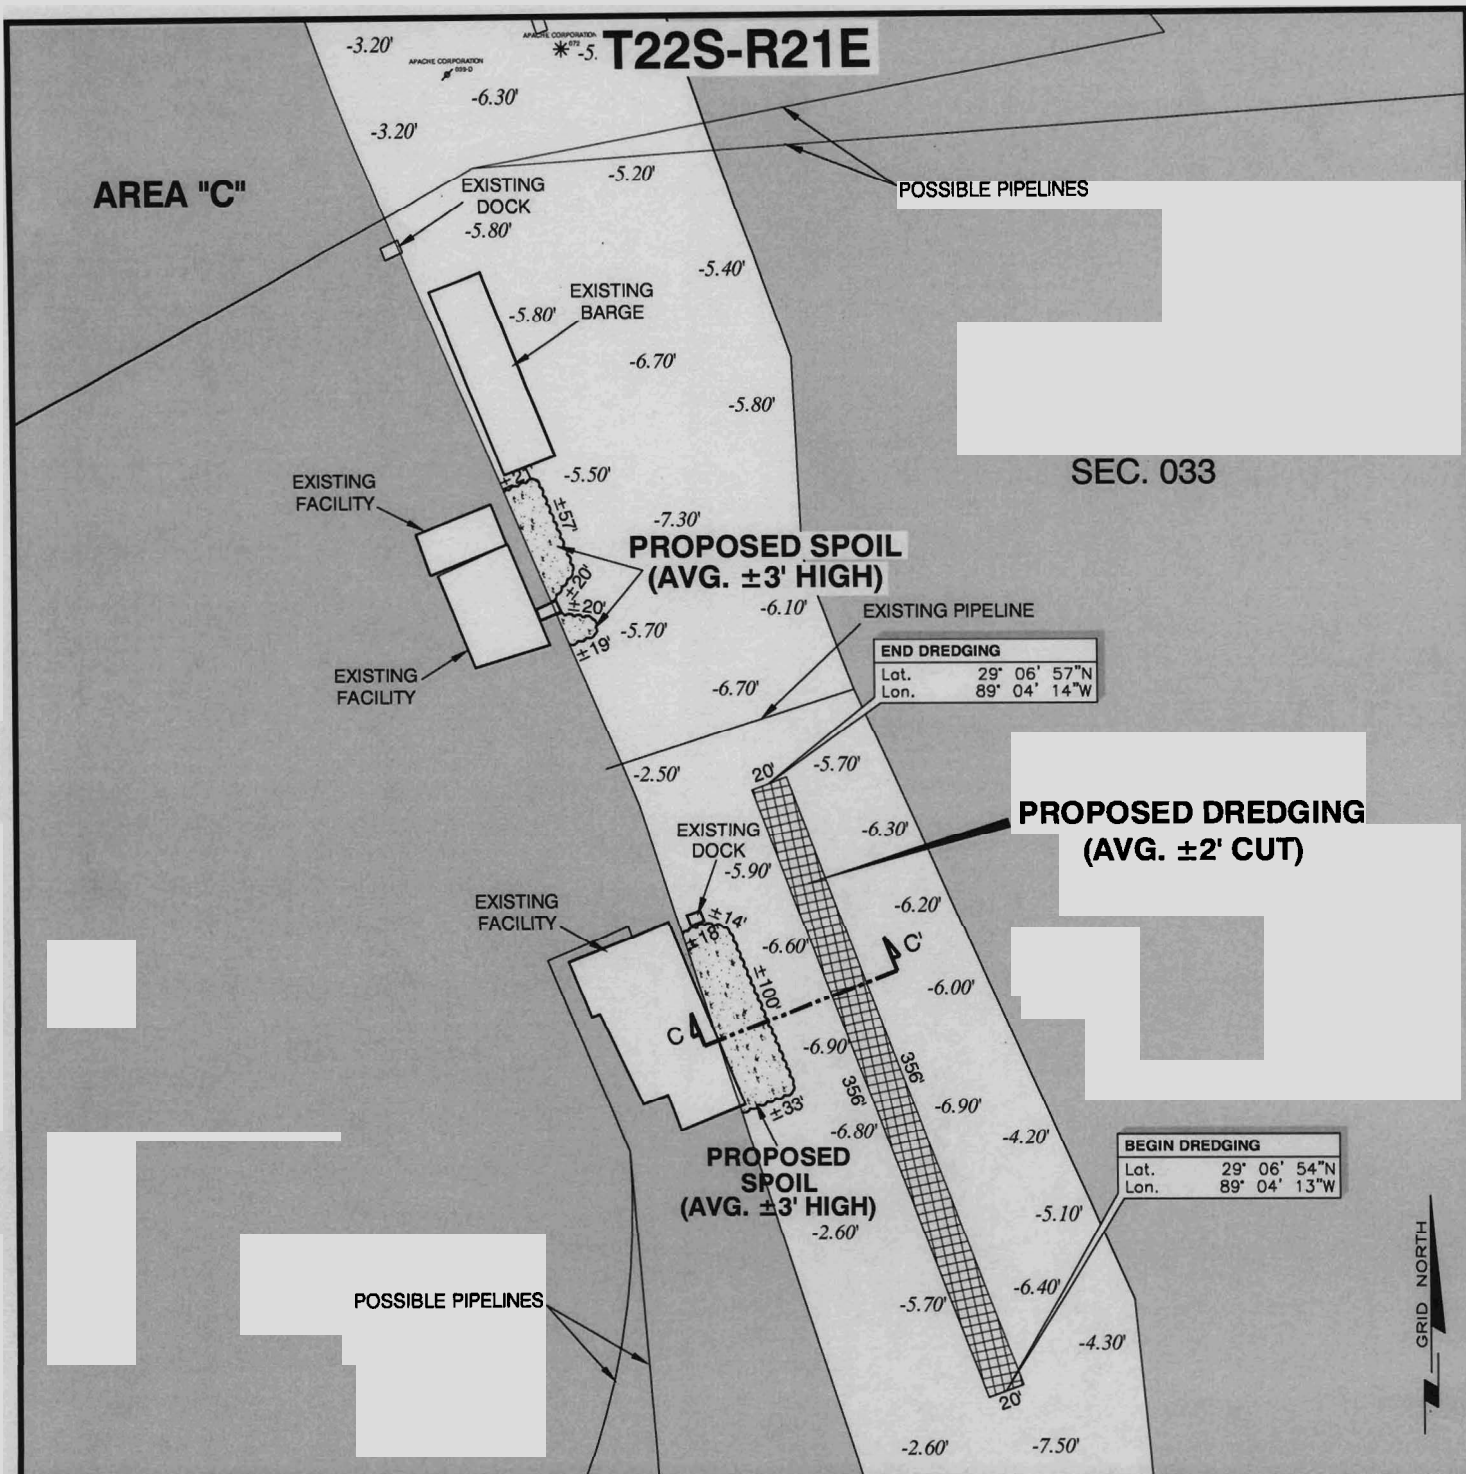 T22S-R21E
APACHE CORPORATION
072
APACHE CORPORATION
-3.20'
-5.
-6.30'
-3.20'
AREA "C"
-5.20'
EXISTING
DOCK
-5.80'
POSSIBLE PIPELINES
-5.40'
EXISTING
BARGE
-5.80'
-6.70'
-5.80'
SEC. 033
-5.50'
EXISTING
FACILITY
±57'
-7.30'
PROPOSED SPOIL
(AVG. ±3' HIGH)
±20'
±20'
-6.10'
EXISTING PIPELINE
-5.70'
±19'
END DREDGING
Lat. 29° 06' 57"N
Lon. 89° 04' 14"W
EXISTING
FACILITY
-6.70'
-2.50'
20'
-5.70'
PROPOSED DREDGING
(AVG. ±2' CUT)
EXISTING
DOCK
-6.30'
-5.90'
EXISTING
FACILITY
-6.20'
±14'
±18'
-6.60'
C'
±100'
-6.00'
C
-6.90'
356'
356'
-6.90'
±33'
-6.80'
-4.20'
BEGIN DREDGING
Lat. 29° 06' 54"N
Lon. 89° 04' 13"W
PROPOSED
SPOIL
(AVG. ±3' HIGH)
-2.60'
-5.10'
GRID NORTH
POSSIBLE PIPELINES
-5.70'
-6.40'
-4.30'
20'
-2.60'
-7.50'